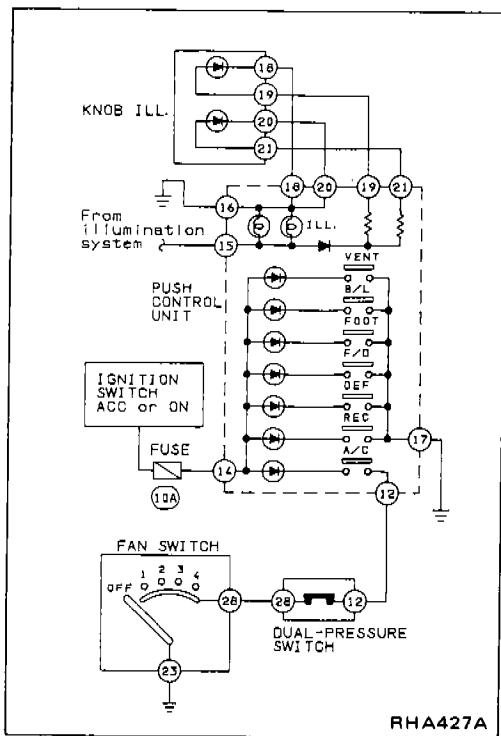 18
19
KNOB ILL.
20
21
18 20 19 21
16
From
illumination
system
ILL.
15
VENT
PUSH
CONTROL
UNIT
B/L
FOOT
F/D
DEF
REC
A/C
IGNITION
SWITCH
ACC or ON
FUSE
14
17
10A
12
FAN SWITCH
OFF 1 2 3 4
28 28 12
DUAL-PRESSURE
SWITCH
23
RHA427A